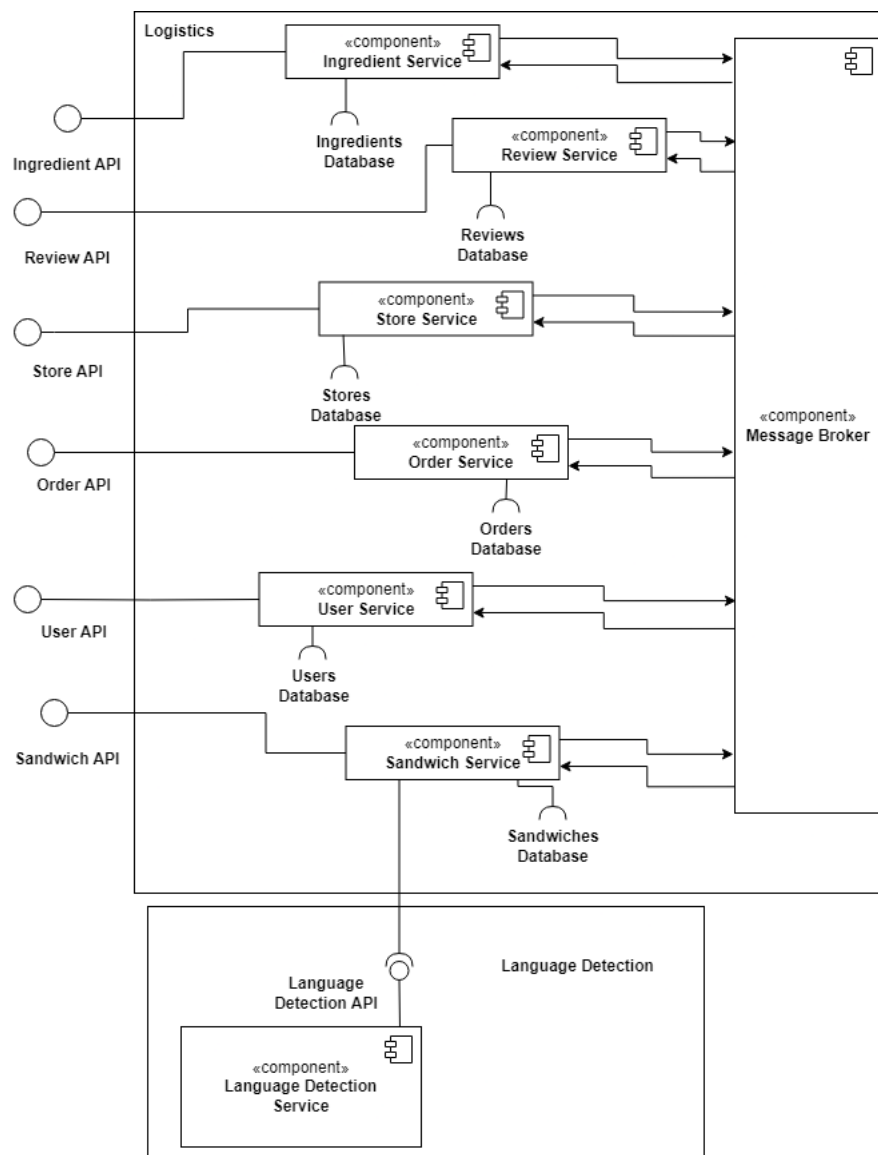 Logistics
«component»
Ingredient Service
Ingredients
Database
Ingredient API
«component»
Review Service
Reviews
Database
Review API
«component»
Store Service
Stores
Database
Store API
«component»
Message Broker
«component»
Order Service
Orders
Database
Order API
«component»
User Service
Users
Database
User API
«component»
Sandwich Service
Sandwiches
Database
Sandwich API
Language Detection
Language
Detection API
«component»
Language Detection
Service